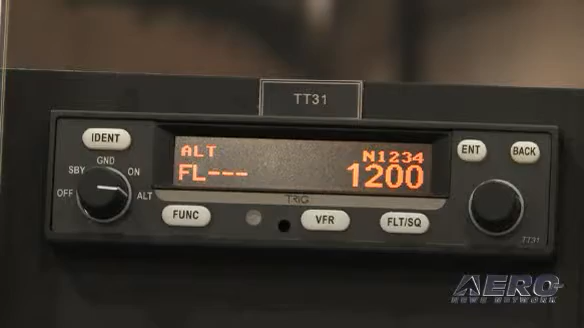 TT31
IDENT
GND
SBY
ON
OFF
ALT
ALT
N1234
FL---
1200
ENT
BACK
FUNC
TRIG
VFR
FLT/SQ
TT31
AERO
NEWS NETWORK